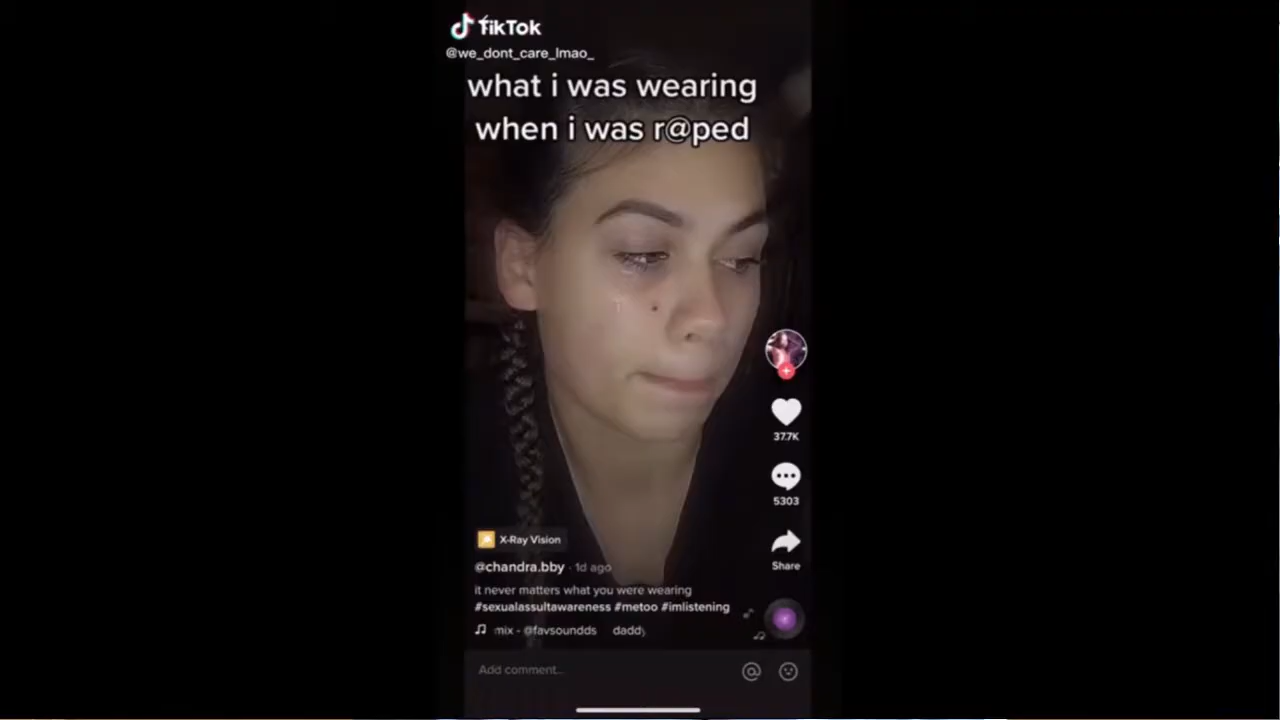 TikTok
@we_dont_care_lmao_
what i was wearing
when i was r@ped
37.7K
5303
Share
X-Ray Vision
@chandra.bby · 1d ago
it never matters what you were wearing
#sexualassultawareness #metoo #imlistening
mix - @favsoundds daddy
Add comment...